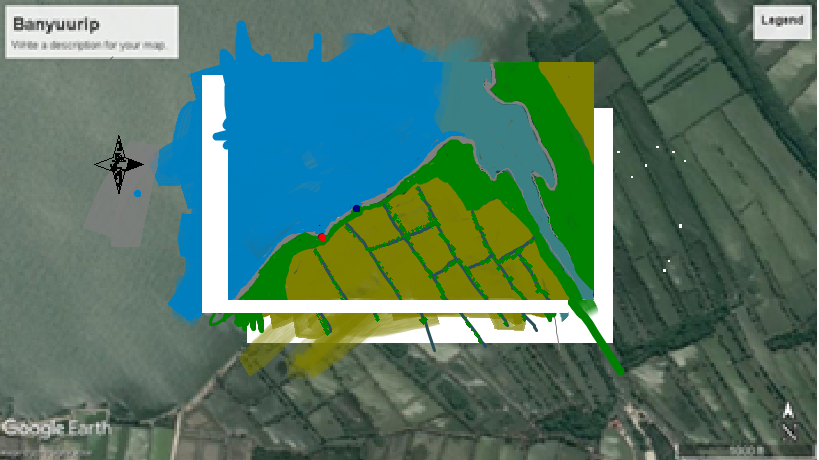 Banyuurip
Write a description for your map.
Legend
Google Earth
N